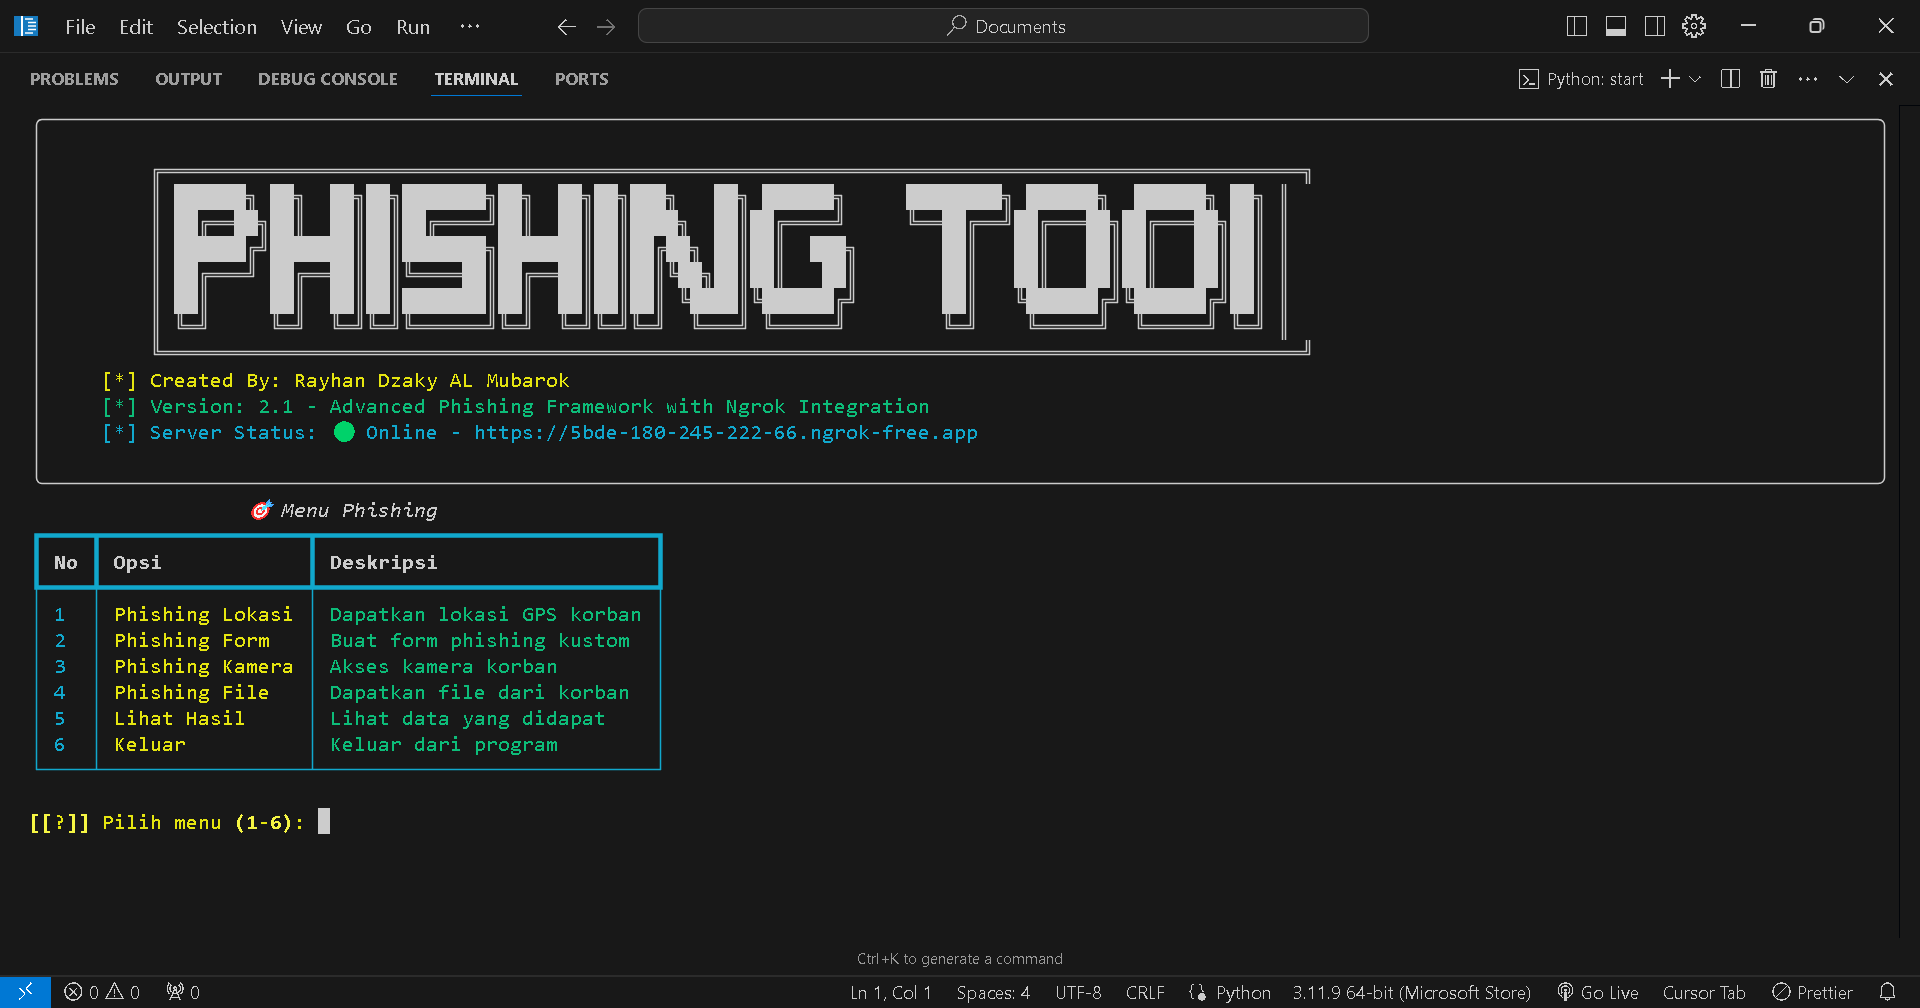 File Edit Selection View Go Run ··· Documents
PROBLEMS OUTPUT DEBUG CONSOLE TERMINAL PORTS Python: start
PHISHING TOOl
[*] Created By: Rayhan Dzaky AL Mubarok
[*] Version: 2.1 - Advanced Phishing Framework with Ngrok Integration
[*] Server Status: 🟢 Online - https://5bde-180-245-222-66.ngrok-free.app
🎯 Menu Phishing
No Opsi Deskripsi
1 Phishing Lokasi Dapatkan lokasi GPS korban
2 Phishing Form Buat form phishing kustom
3 Phishing Kamera Akses kamera korban
4 Phishing File Dapatkan file dari korban
5 Lihat Hasil Lihat data yang didapat
6 Keluar Keluar dari program
[[?]] Pilih menu (1-6):
Ctrl+K to generate a command
0 0 0 Ln 1, Col 1 Spaces: 4 UTF-8 CRLF Python 3.11.9 64-bit (Microsoft Store) Go Live Cursor Tab Prettier